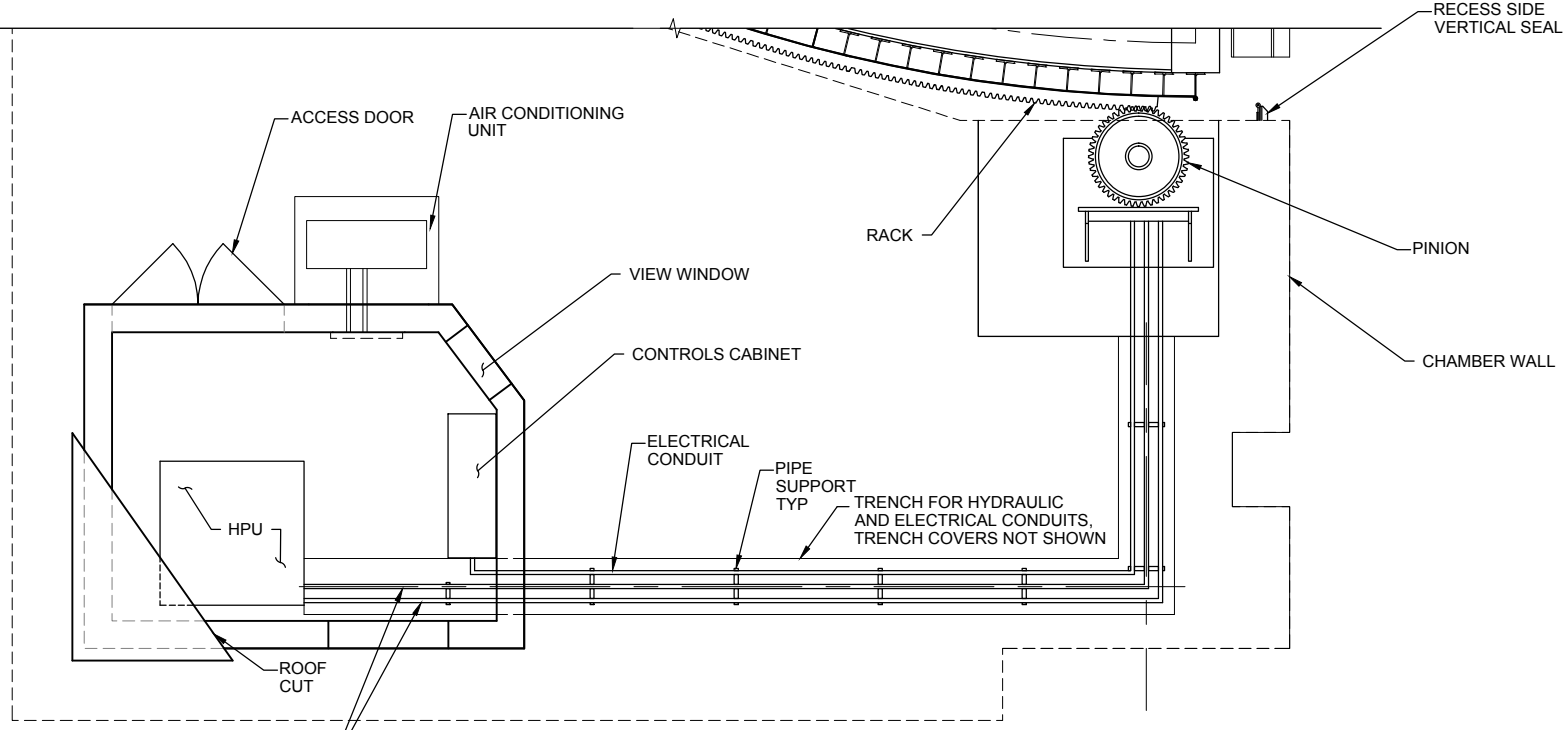 RECESS SIDE
VERTICAL SEAL
ACCESS DOOR
AIR CONDITIONING
UNIT
RACK
PINION
VIEW WINDOW
CONTROLS CABINET
CHAMBER WALL
ELECTRICAL
CONDUIT
PIPE
SUPPORT
TYP
TRENCH FOR HYDRAULIC
AND ELECTRICAL CONDUITS,
TRENCH COVERS NOT SHOWN
HPU
ROOF
CUT